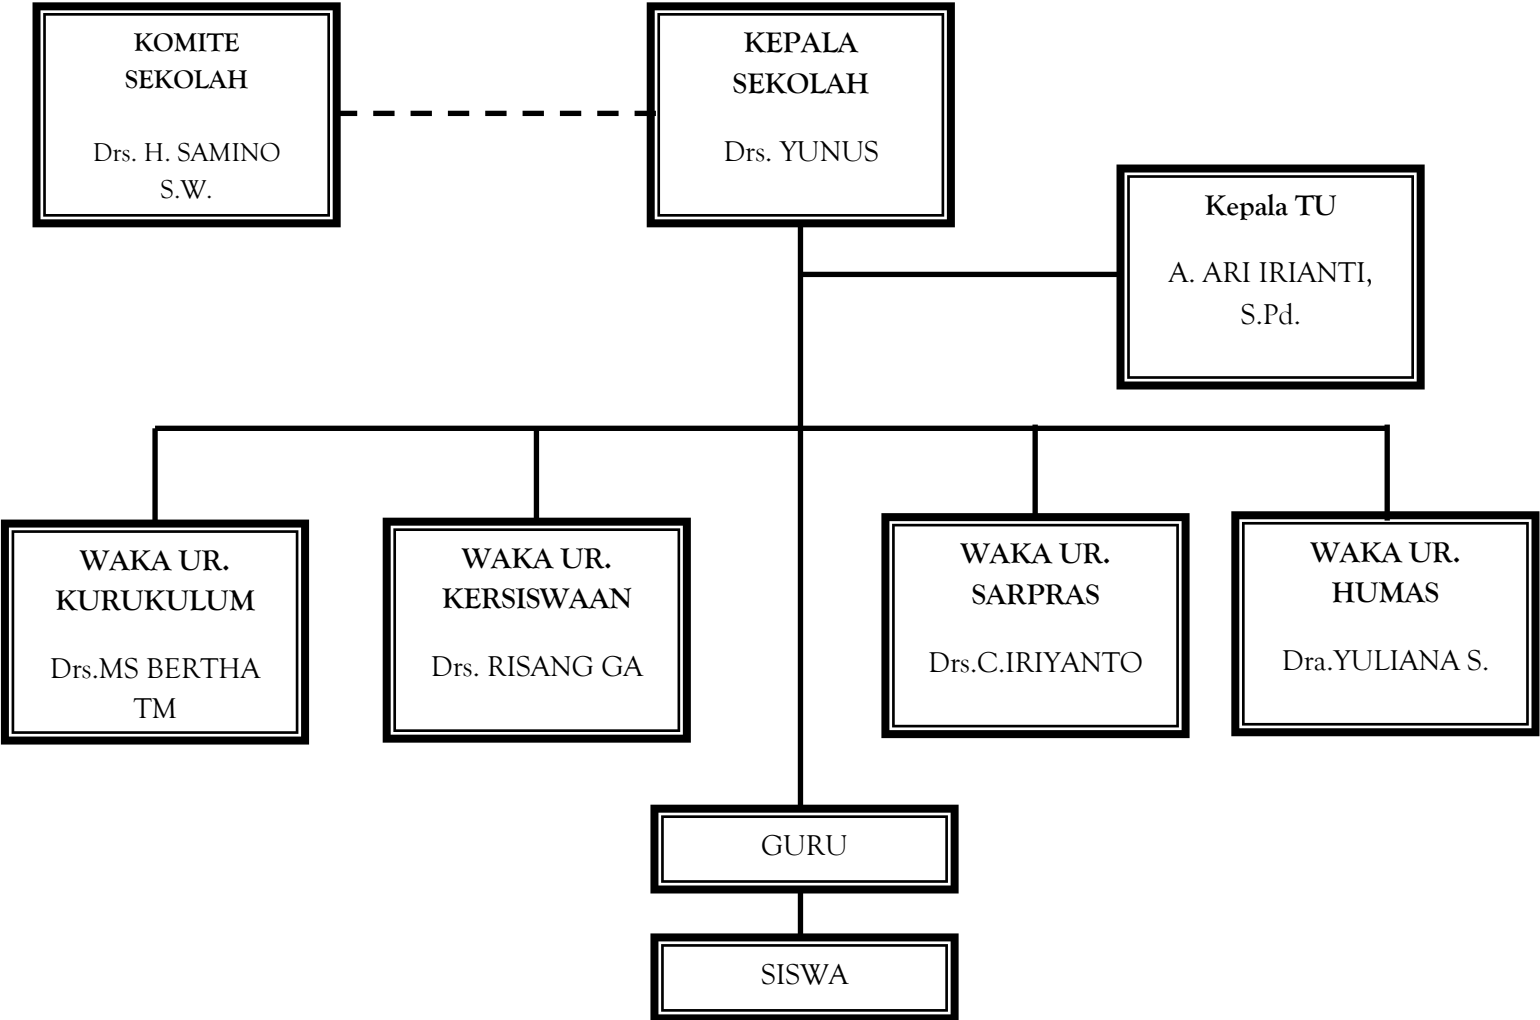 KOMITE
SEKOLAH
Drs. H. SAMINO
S.W.
KEPALA
SEKOLAH
Drs. YUNUS
Kepala TU
A. ARI IRIANTI,
S.Pd.
WAKA UR.
KURUKULUM
Drs.MS BERTHA
TM
WAKA UR.
KERSISWAAN
Drs. RISANG GA
WAKA UR.
SARPRAS
Drs.C.IRIYANTO
WAKA UR.
HUMAS
Dra.YULIANA S.
GURU
SISWA